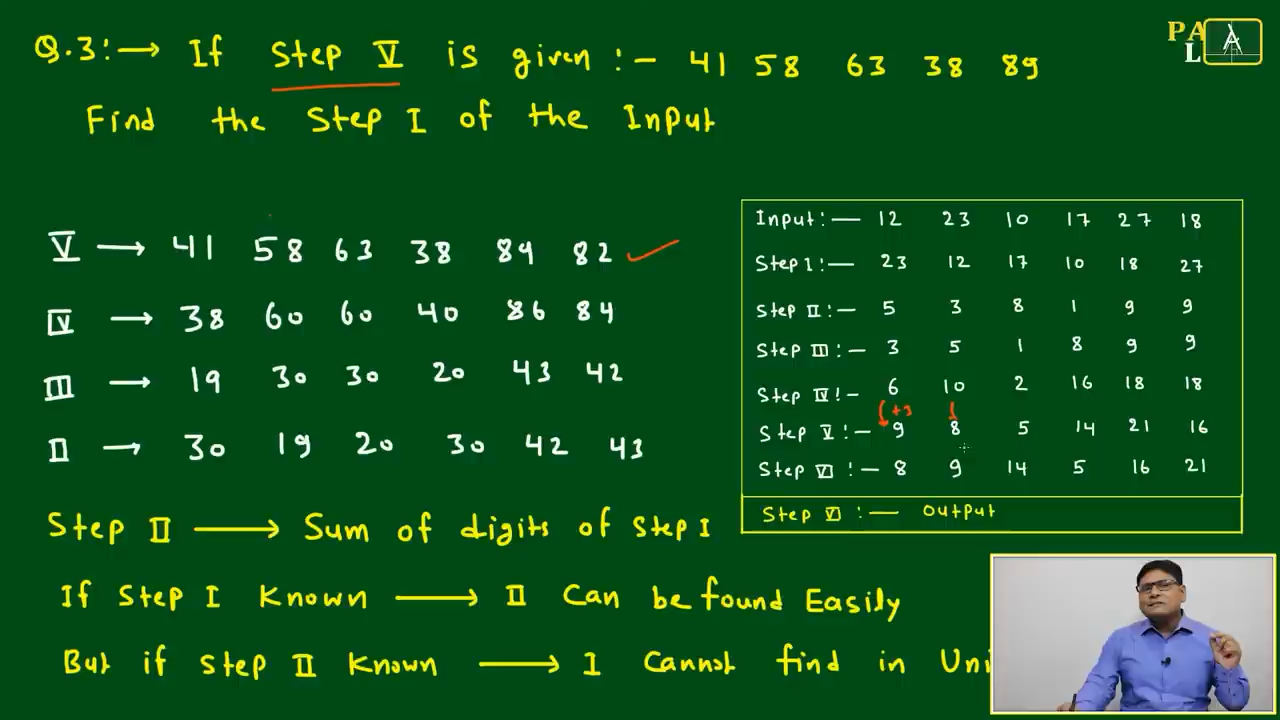 Q.3:→ If Step V is given :- 41 58 63 38 89
Find the Step I of the Input
PA
L
V → 41 58 63 38 89 82
IV → 38 60 60 40 86 84
III → 19 30 30 20 43 42
II → 30 19 20 30 42 43
Step II → Sum of digits of Step I
If Step I Known → II Can be found Easily
But if Step II Known → I Cannot find in Uni
Input:— 12 23 10 17 27 18
Step I:— 23 12 17 10 18 27
Step II:— 5 3 8 1 9 9
Step III:— 3 5 1 8 9 9
Step IV!- 6 10 2 16 18 18
+3
Step V!— 9 8 5 14 21 16
Step VI!— 8 9 14 5 16 21
Step VI :— Output